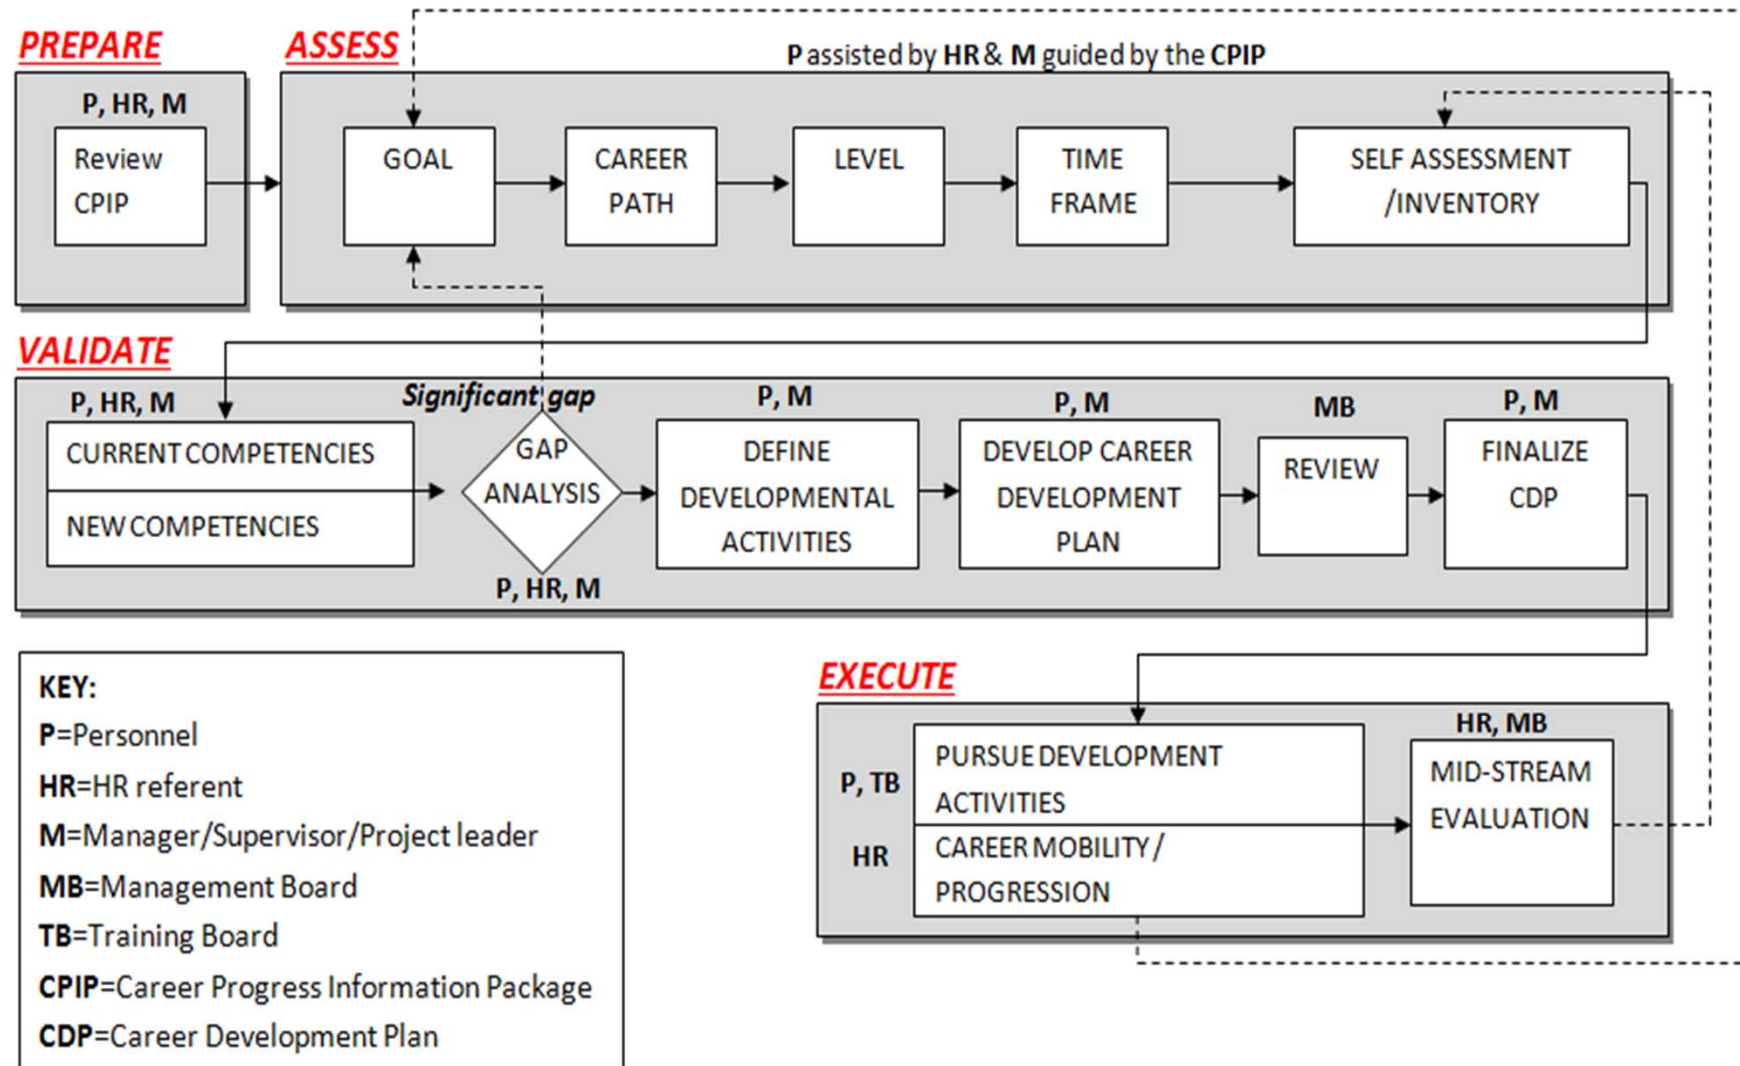 PREPARE
ASSESS
P assisted by HR & M guided by the CPIP
P, HR, M
Review
CPIP
GOAL
CAREER
PATH
LEVEL
TIME
FRAME
SELF ASSESSMENT
/INVENTORY
VALIDATE
P, HR, M
CURRENT COMPETENCIES
NEW COMPETENCIES
Significant gap
GAP
ANALYSIS
P, HR, M
P, M
DEFINE
DEVELOPMENTAL
ACTIVITIES
P, M
DEVELOP CAREER
DEVELOPMENT
PLAN
MB
REVIEW
P, M
FINALIZE
CDP
KEY:
P=Personnel
HR=HR referent
M=Manager/Supervisor/Project leader
MB=Management Board
TB=Training Board
CPIP=Career Progress Information Package
CDP=Career Development Plan
EXECUTE
P, TB
HR
PURSUE DEVELOPMENT
ACTIVITIES
CAREER MOBILITY/
PROGRESSION
HR, MB
MID-STREAM
EVALUATION